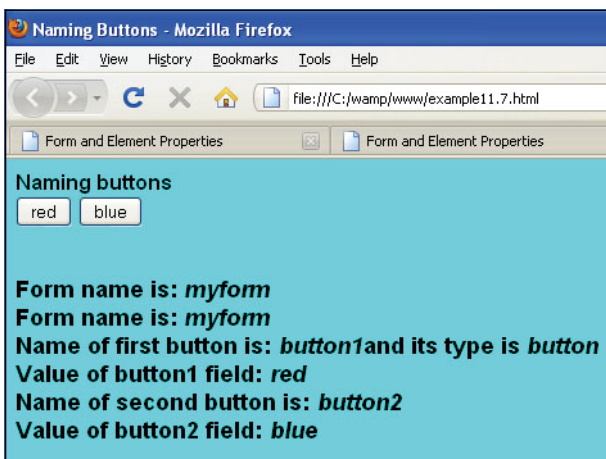 Naming Buttons - Mozilla Firefox
File Edit View History Bookmarks Tools Help
file:///C:/wamp/www/example11.7.html
Form and Element Properties Form and Element Properties
Naming buttons
red blue
Form name is: myform
Form name is: myform
Name of first button is: button1and its type is button
Value of button1 field: red
Name of second button is: button2
Value of button2 field: blue